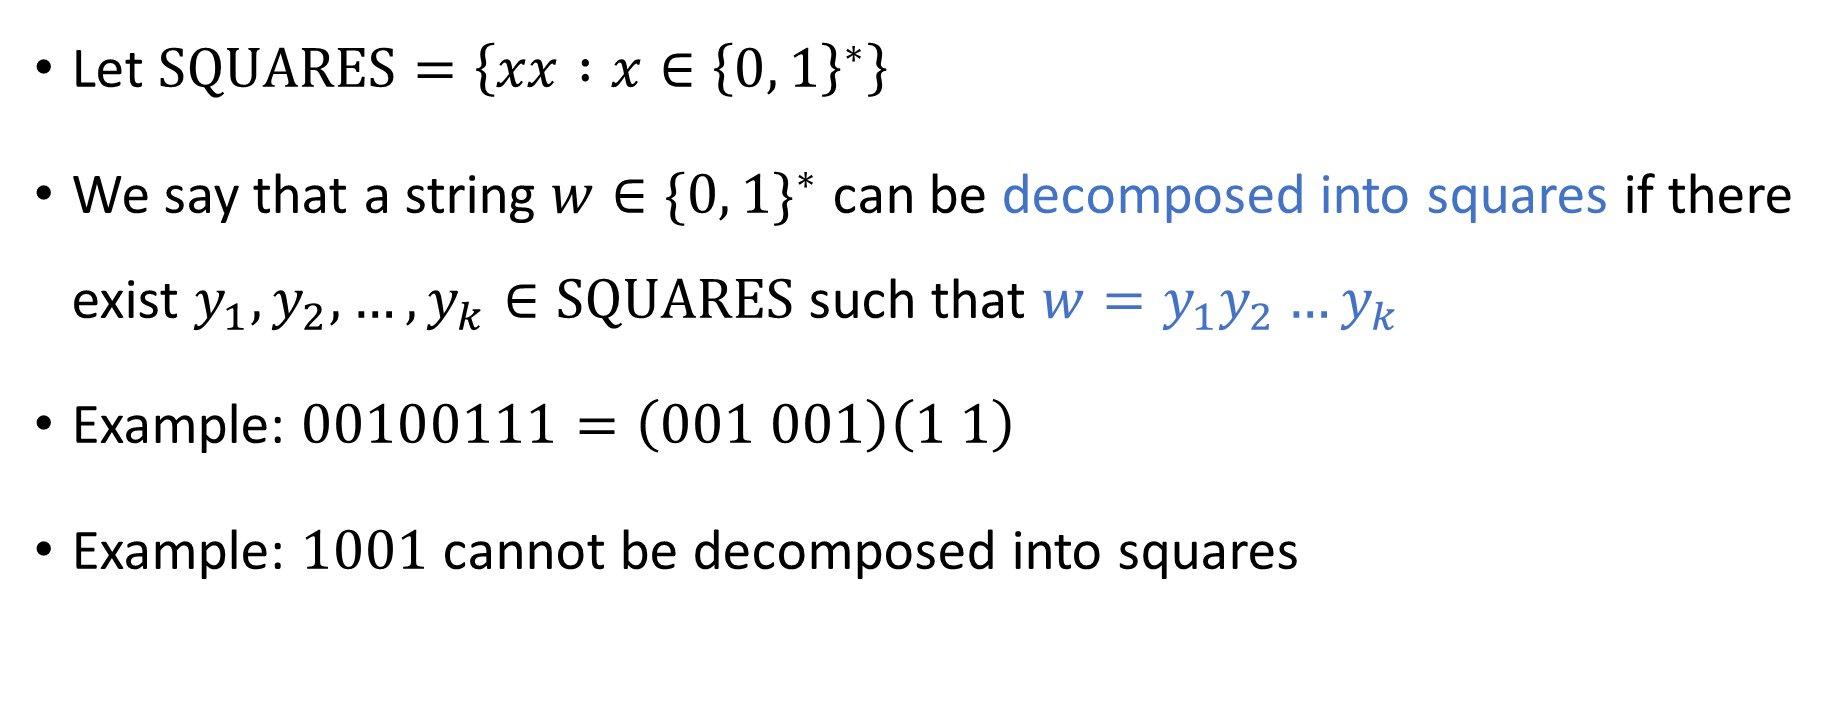 • Let SQUARES = {𝑥𝑥 : 𝑥 ∈ {0, 1}*}
• We say that a string 𝑤 ∈ {0, 1}* can be decomposed into squares if there
exist 𝑦₁, 𝑦₂, … , 𝑦ₖ ∈ SQUARES such that 𝑤 = 𝑦₁𝑦₂ … 𝑦ₖ
• Example: 00100111 = (001 001)(1 1)
• Example: 1001 cannot be decomposed into squares